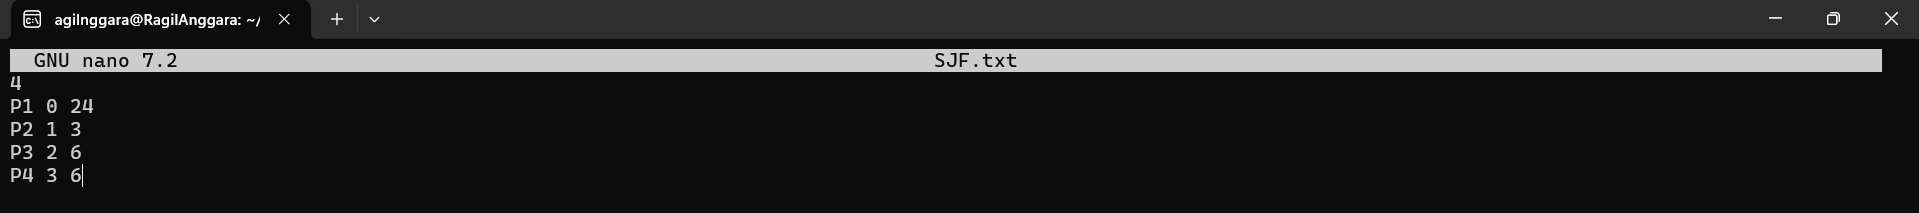 agilnggara@RagilAnggara: ~/
GNU nano 7.2 SJF.txt
4
P1 0 24
P2 1 3
P3 2 6
P4 3 6